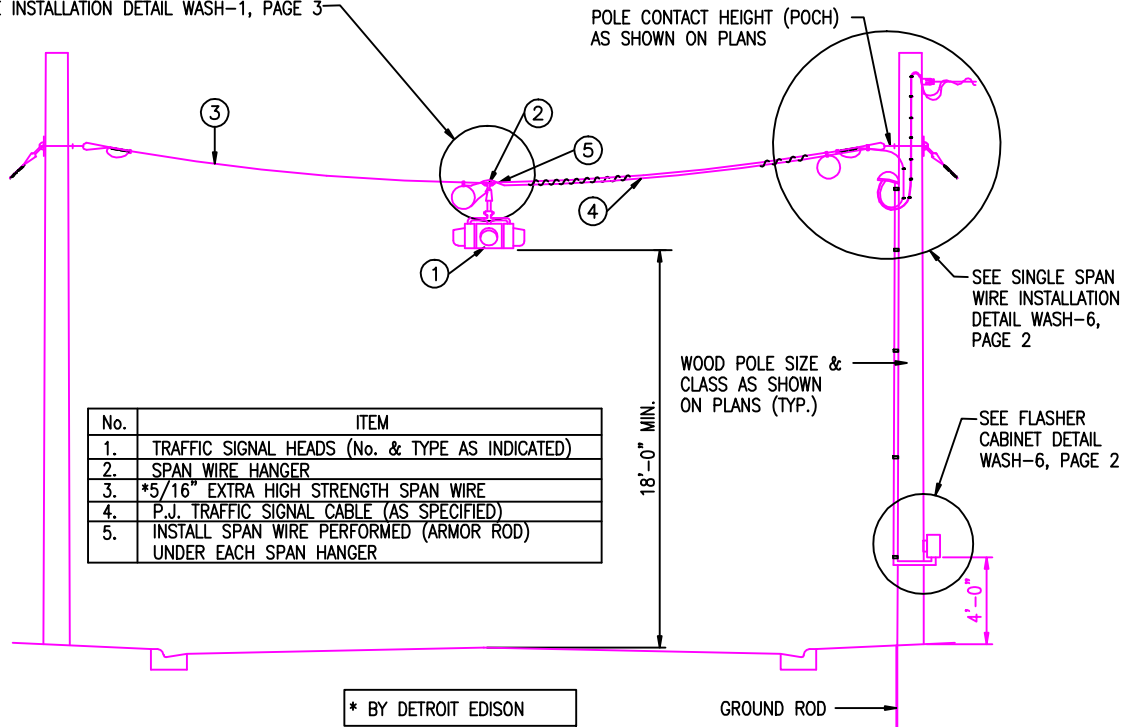 INSTALLATION DETAIL WASH-1, PAGE 3
POLE CONTACT HEIGHT (POCH)
AS SHOWN ON PLANS
3
2
5
4
1
SEE SINGLE SPAN
WIRE INSTALLATION
DETAIL WASH-6,
PAGE 2
WOOD POLE SIZE &
CLASS AS SHOWN
ON PLANS (TYP.)
18'-0" MIN.
SEE FLASHER
CABINET DETAIL
WASH-6, PAGE 2
4'-0"
No. ITEM
1. TRAFFIC SIGNAL HEADS (No. & TYPE AS INDICATED)
2. SPAN WIRE HANGER
3. *5/16" EXTRA HIGH STRENGTH SPAN WIRE
4. P.J. TRAFFIC SIGNAL CABLE (AS SPECIFIED)
5. INSTALL SPAN WIRE PERFORMED (ARMOR ROD)
UNDER EACH SPAN HANGER
* BY DETROIT EDISON
GROUND ROD